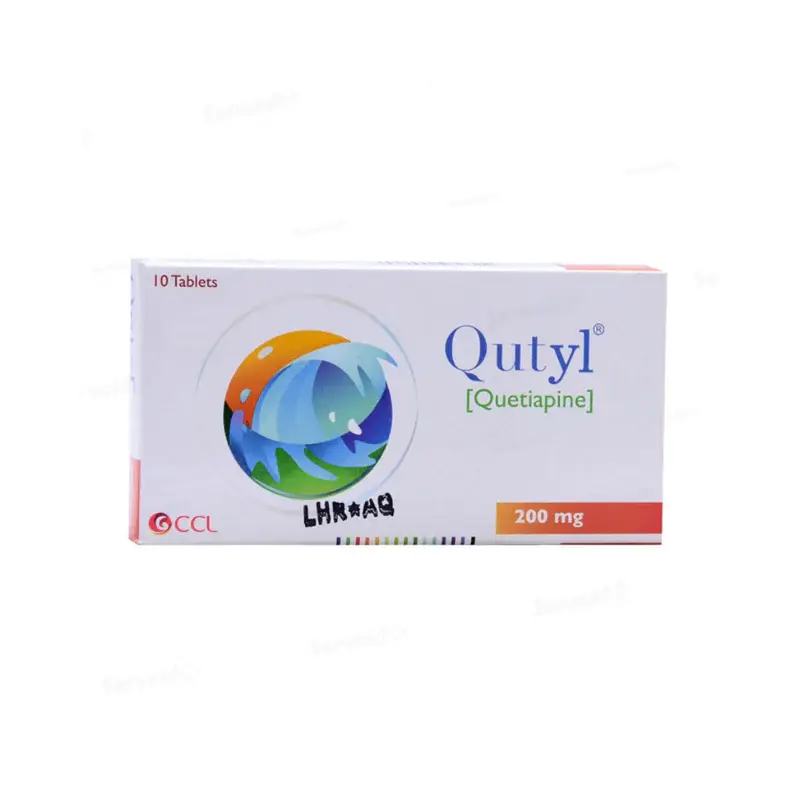 10 Tablets
Qutyl®
[Quetiapine]
LHR★AQ
200 mg
CCL